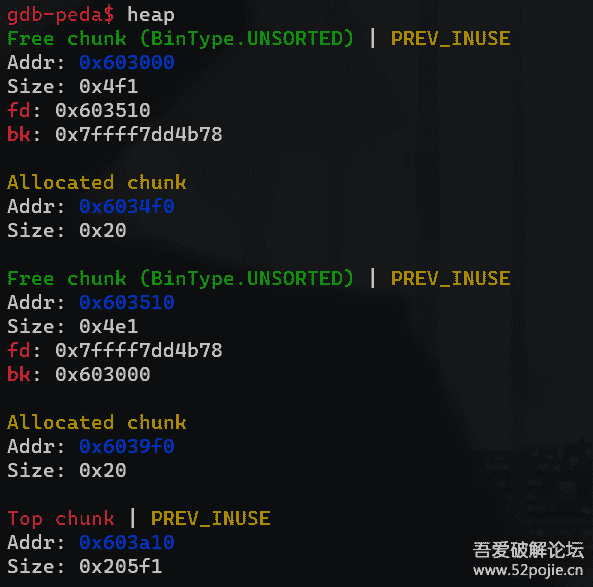 gdb-peda$ heap
Free chunk (BinType.UNSORTED) | PREV_INUSE
Addr: 0x603000
Size: 0x4f1
fd: 0x603510
bk: 0x7ffff7dd4b78
Allocated chunk
Addr: 0x6034f0
Size: 0x20
Free chunk (BinType.UNSORTED) | PREV_INUSE
Addr: 0x603510
Size: 0x4e1
fd: 0x7ffff7dd4b78
bk: 0x603000
Allocated chunk
Addr: 0x6039f0
Size: 0x20
Top chunk | PREV_INUSE
Addr: 0x603a10
Size: 0x205f1
吾爱破解论坛
www.52pojie.cn